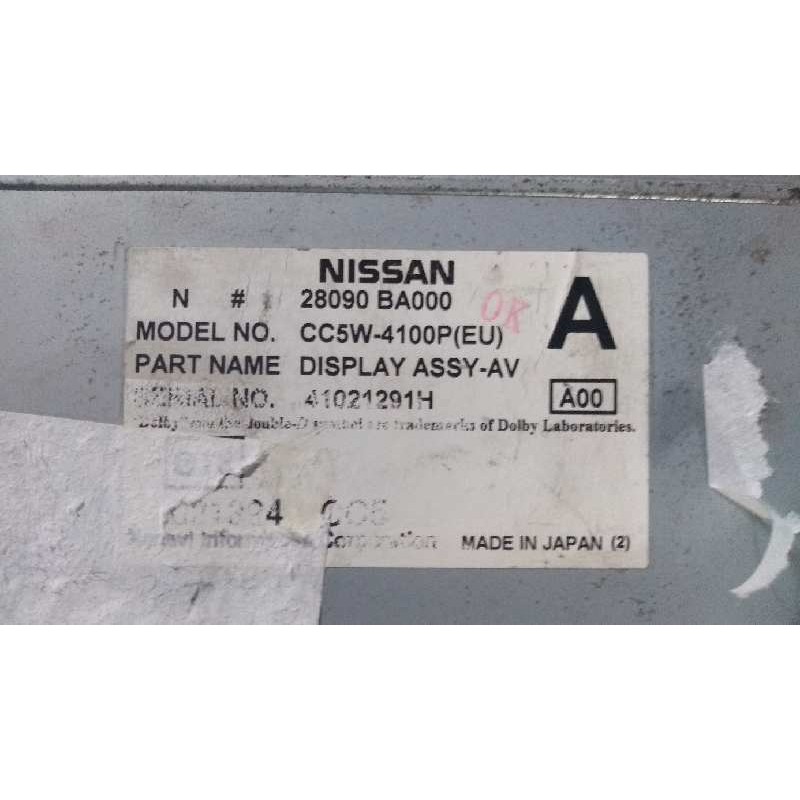 NISSAN
N # 28090 BA000
OK
A
MODEL NO. CC5W-4100P(EU)
PART NAME DISPLAY ASSY-AV
SERIAL NO. 41021291H
A00
"Dolby" and the double-D symbol are trademarks of Dolby Laboratories.
Corporation MADE IN JAPAN (2)